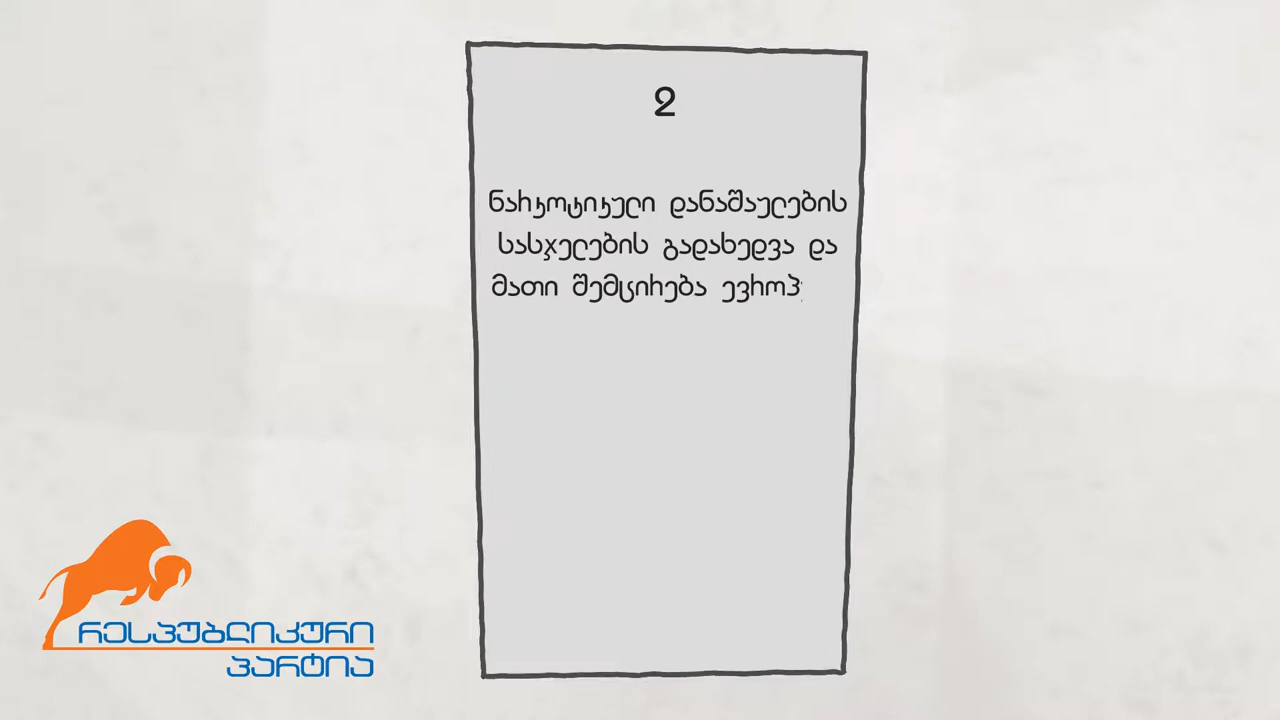 2
ნარკოტიკული დანაშაულების
სასჯელების გადახედვა და
მათი შემცირება ევროპ
რესპუბლიკური
პარტია